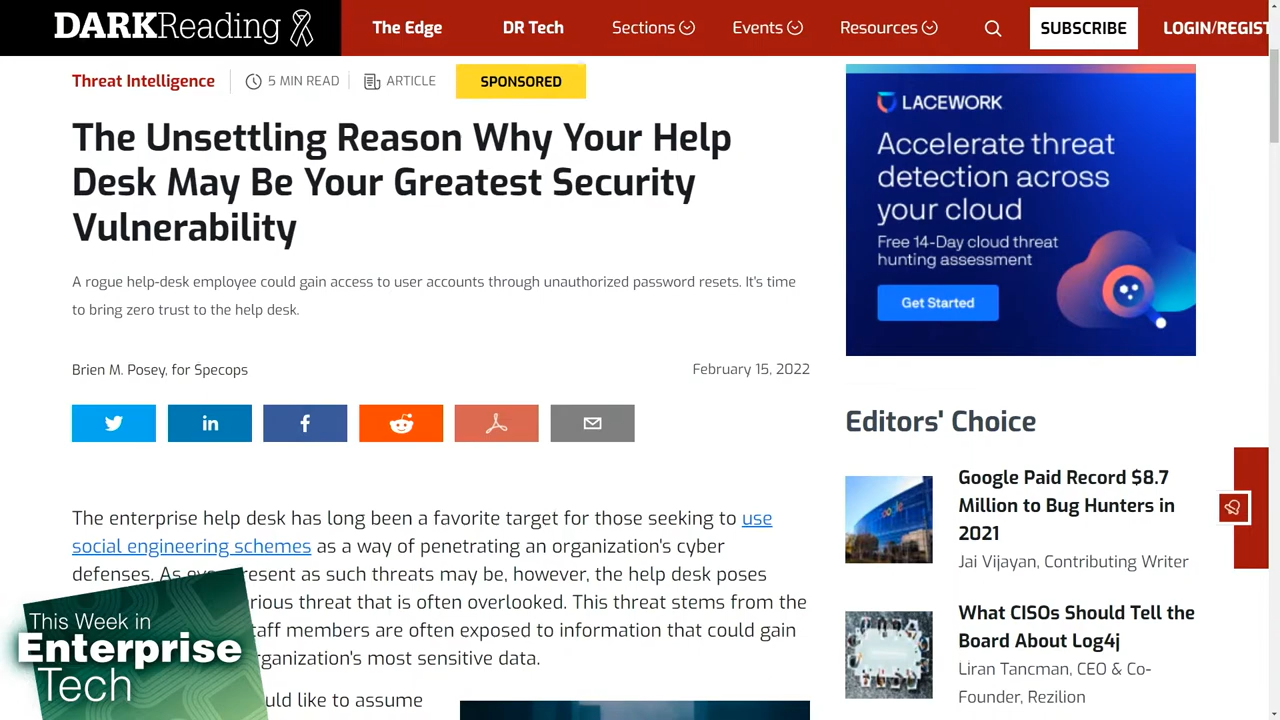 DARKReading
The Edge
DR Tech
Sections
Events
Resources
SUBSCRIBE
Threat Intelligence
5 MIN READ
ARTICLE
SPONSORED
The Unsettling Reason Why Your Help
Desk May Be Your Greatest Security
Vulnerability
A rogue help-desk employee could gain access to user accounts through unauthorized password resets. It's time
to bring zero trust to the help desk.
Brien M. Posey, for Specops
February 15, 2022
The enterprise help desk has long been a favorite target for those seeking to use
social engineering schemes as a way of penetrating an organization's cyber
defenses. As as such threats may be, however, the help desk poses
threat that is often overlooked. This threat stems from the
members are often exposed to information that could gain
most sensitive data.
like to assume
This Week in
Enterprise
Tech
LACEWORK
Accelerate threat
detection across
your cloud
Free 14-Day cloud threat
hunting assessment
Get Started
Editors' Choice
Google Paid Record $8.7
Million to Bug Hunters in
2021
Jai Vijayan, Contributing Writer
What CISOs Should Tell the
Board About Log4j
Liran Tancman, CEO & Co-
Founder, Rezilion